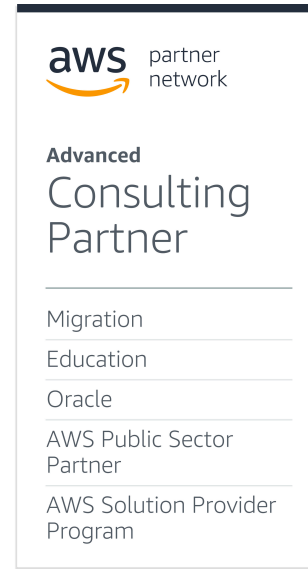 aws
partner
network
Advanced
Consulting
Partner
Migration
Education
Oracle
AWS Public Sector
Partner
AWS Solution Provider
Program